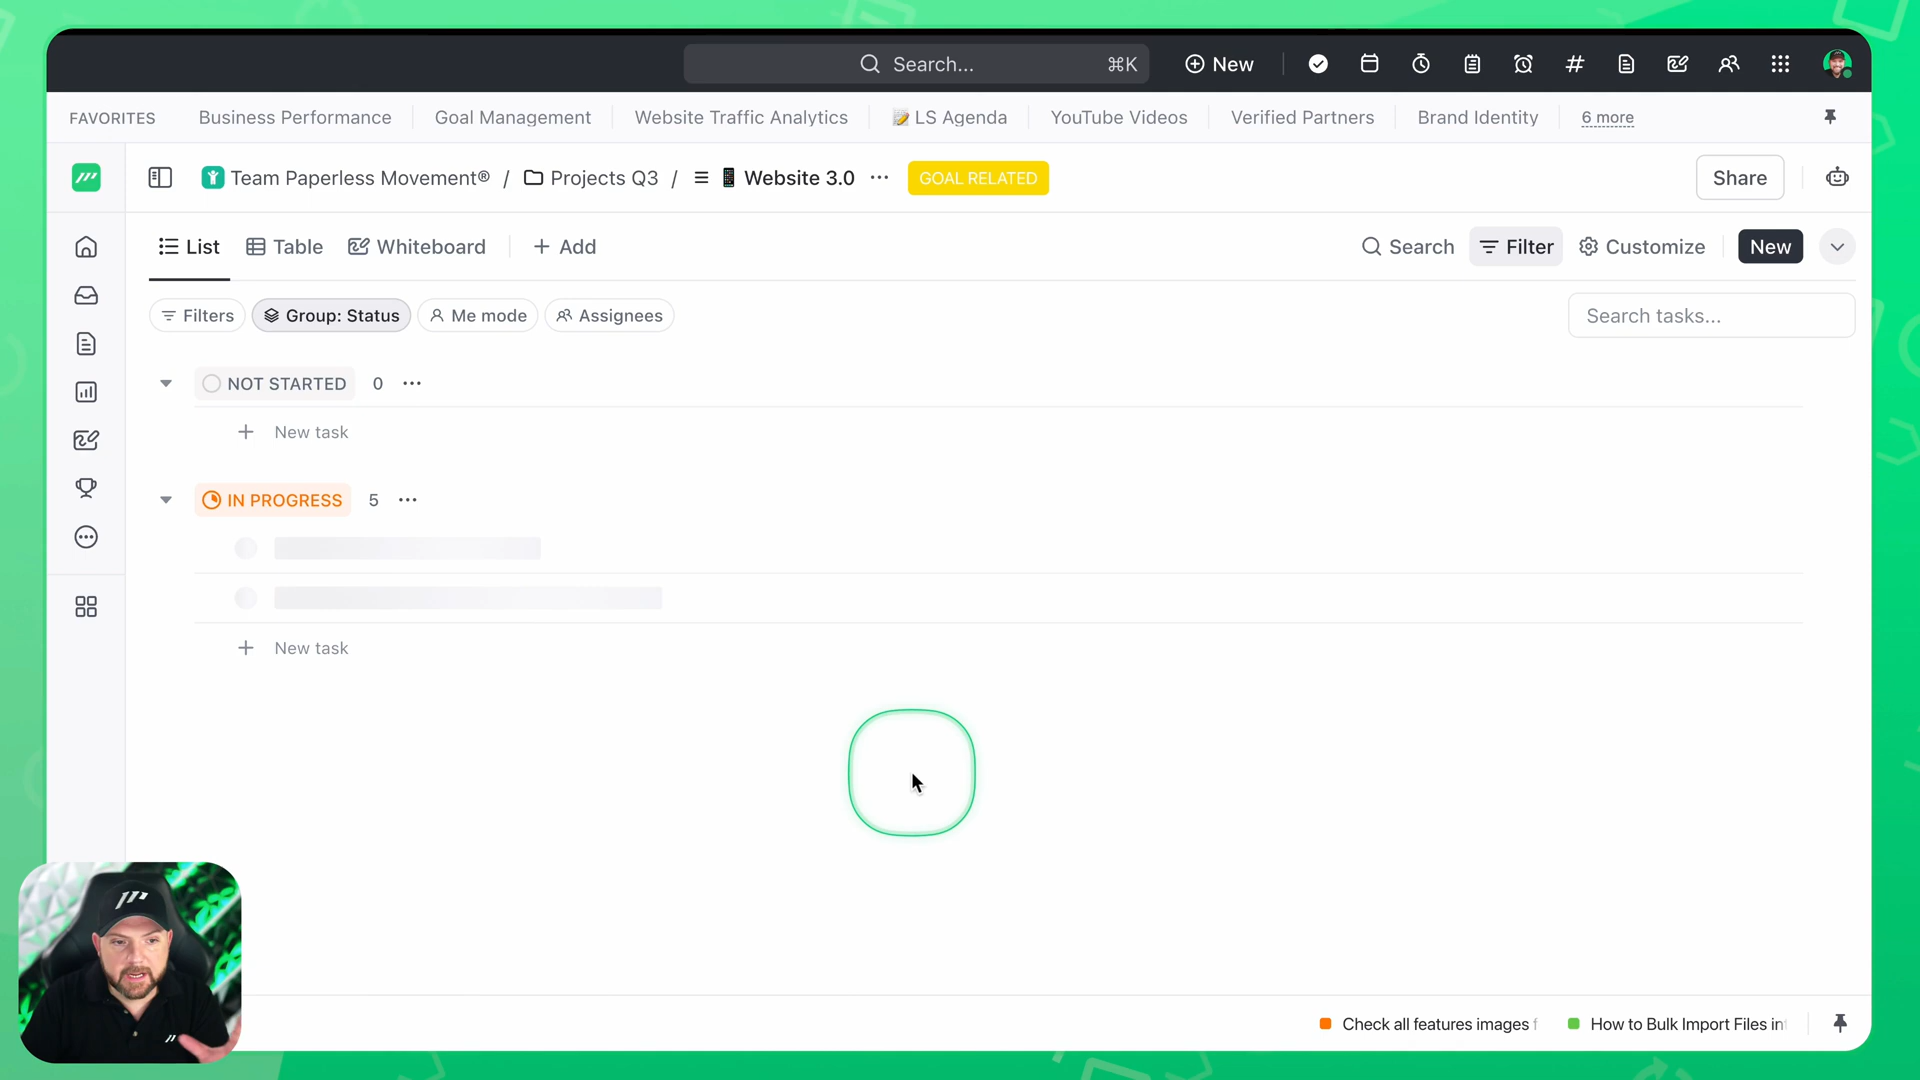 Search... ⌘K New
FAVORITES Business Performance Goal Management Website Traffic Analytics 📝 LS Agenda YouTube Videos Verified Partners Brand Identity 6 more
Team Paperless Movement® / Projects Q3 / 📱 Website 3.0 ... GOAL RELATED Share
List Table Whiteboard + Add Search Filter Customize New
Filters Group: Status Me mode Assignees Search tasks...
NOT STARTED 0 ...
+ New task
IN PROGRESS 5 ...
+ New task
Check all features images f How to Bulk Import Files in